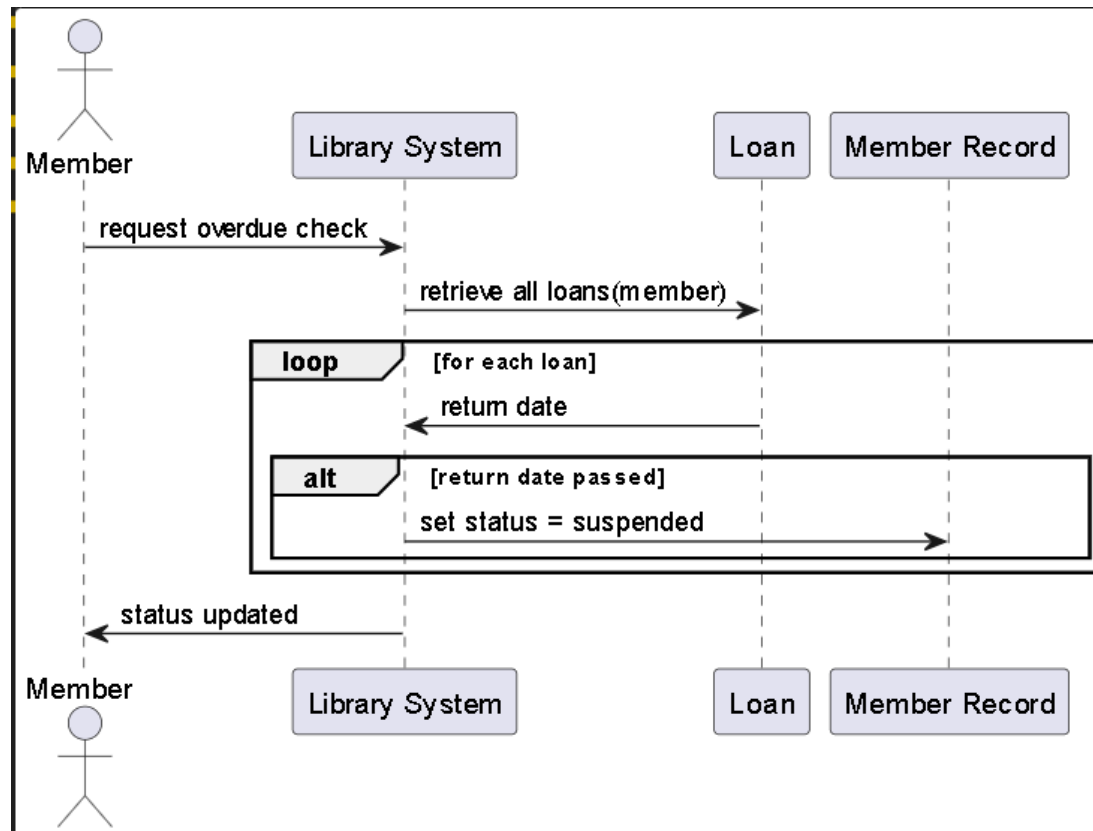 Member
Library System
Loan
Member Record
request overdue check
retrieve all loans(member)
loop
[for each loan]
return date
alt
[return date passed]
set status = suspended
status updated
Member
Library System
Loan
Member Record